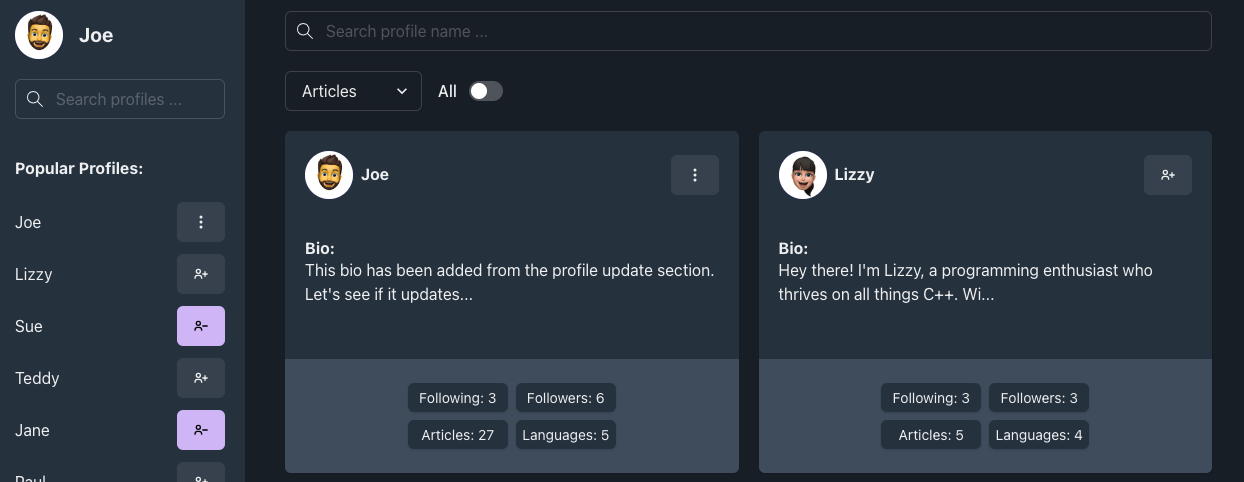 Joe
Search profiles ...
Popular Profiles:
Joe
Lizzy
Sue
Teddy
Jane
Paul
Search profile name ...
Articles
All
Joe
Bio:
This bio has been added from the profile update section.
Let's see if it updates...
Following: 3
Followers: 6
Articles: 27
Languages: 5
Lizzy
Bio:
Hey there! I'm Lizzy, a programming enthusiast who
thrives on all things C++. Wi...
Following: 3
Followers: 3
Articles: 5
Languages: 4